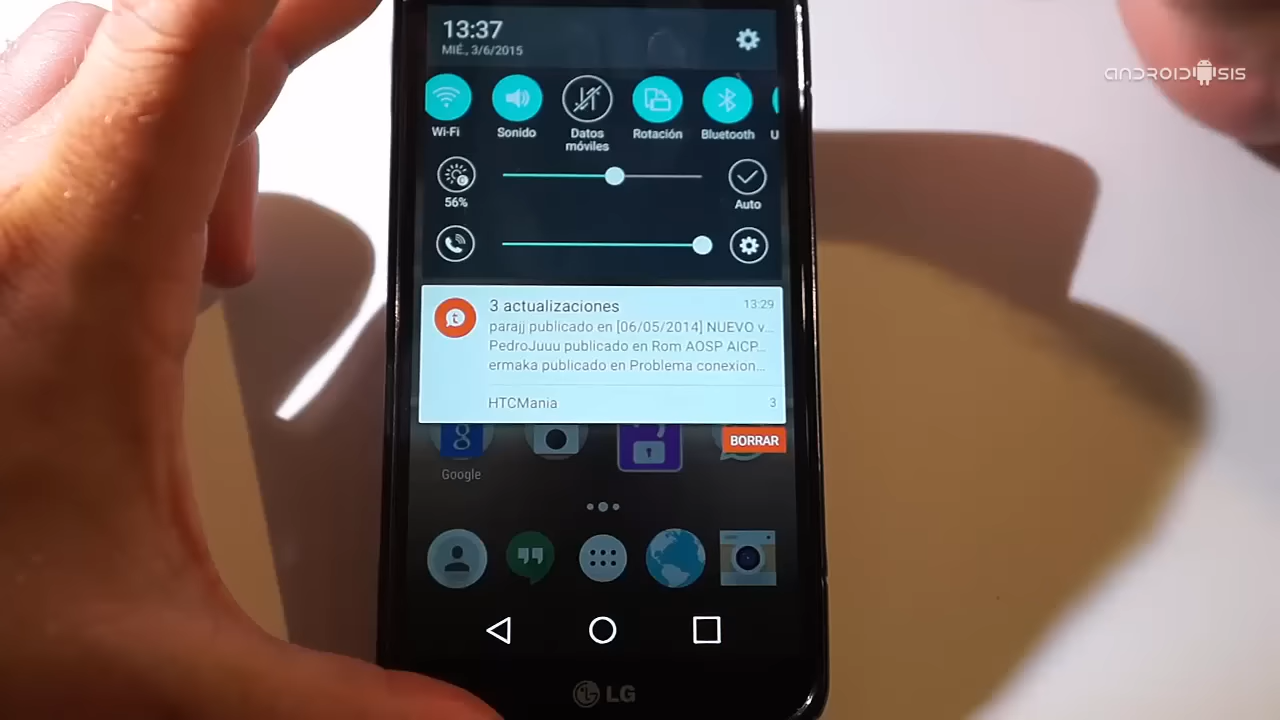 13:37
MIÉ., 3/6/2015
ANDROIDSIS
Wi-Fi
Sonido
Datos móviles
Rotación
Bluetooth
U
56%
Auto
3 actualizaciones
13:29
parajj publicado en [06/05/2014] NUEVO v...
PedroJuuu publicado en Rom AOSP AICP...
ermaka publicado en Problema conexion...
HTCMania
3
BORRAR
Google
LG